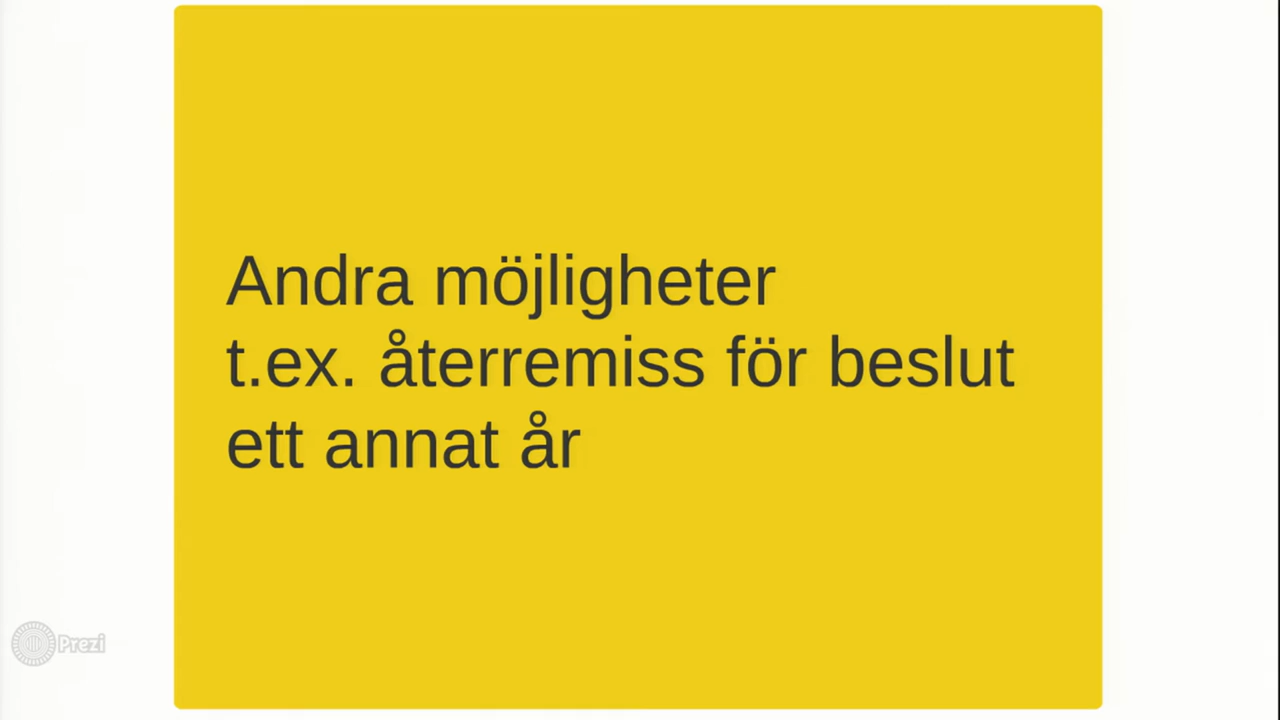 Andra möjligheter
t.ex. återremiss för beslut
ett annat år
Prezi